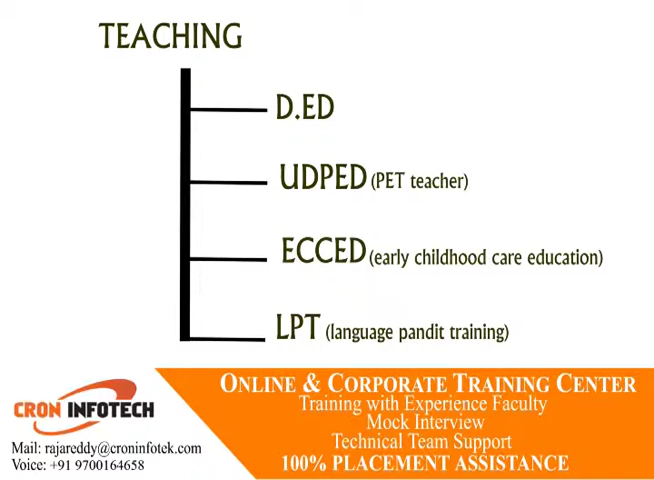 TEACHING
D.ED
UDPED (PET teacher)
ECCED (early childhood care education)
LPT (language pandit training)
CRON INFOTECH
Mail: rajareddy@croninfotek.com
Voice: +91 9700164658
ONLINE & CORPORATE TRAINING CENTER
Training with Experience Faculty
Mock Interview
Technical Team Support
100% PLACEMENT ASSISTANCE